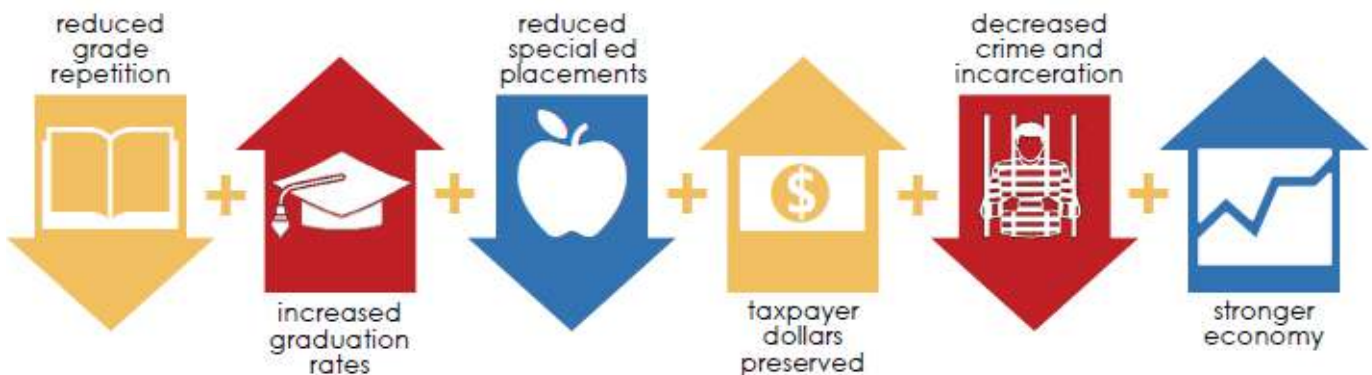 reduced
grade
repetition
+
increased
graduation
rates
+
reduced
special ed
placements
+
$
taxpayer
dollars
preserved
+
decreased
crime and
incarceration
+
stronger
economy